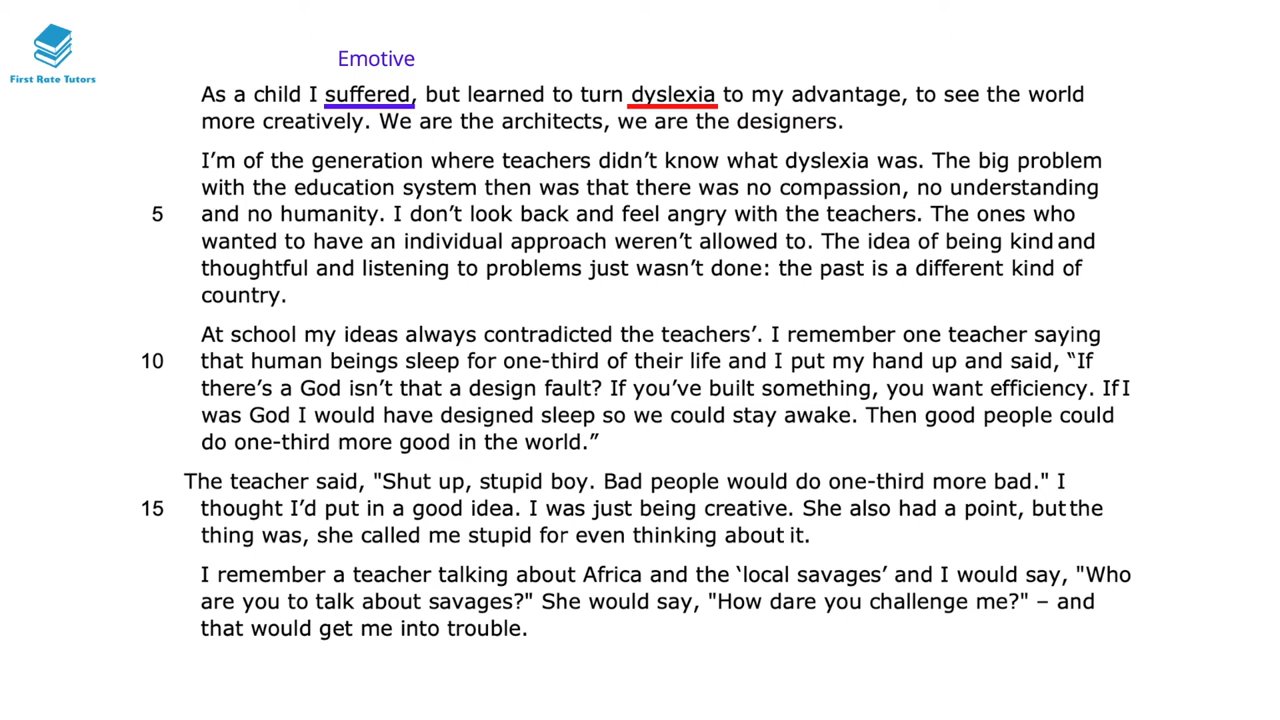 First Rate Tutors
Emotive
As a child I suffered, but learned to turn dyslexia to my advantage, to see the world
more creatively. We are the architects, we are the designers.
I'm of the generation where teachers didn't know what dyslexia was. The big problem
with the education system then was that there was no compassion, no understanding
5 and no humanity. I don't look back and feel angry with the teachers. The ones who
wanted to have an individual approach weren't allowed to. The idea of being kind and
thoughtful and listening to problems just wasn't done: the past is a different kind of
country.
At school my ideas always contradicted the teachers'. I remember one teacher saying
10 that human beings sleep for one-third of their life and I put my hand up and said, “If
there's a God isn't that a design fault? If you've built something, you want efficiency. If I
was God I would have designed sleep so we could stay awake. Then good people could
do one-third more good in the world.”
The teacher said, "Shut up, stupid boy. Bad people would do one-third more bad." I
15 thought I'd put in a good idea. I was just being creative. She also had a point, but the
thing was, she called me stupid for even thinking about it.
I remember a teacher talking about Africa and the ‘local savages’ and I would say, "Who
are you to talk about savages?" She would say, "How dare you challenge me?" – and
that would get me into trouble.